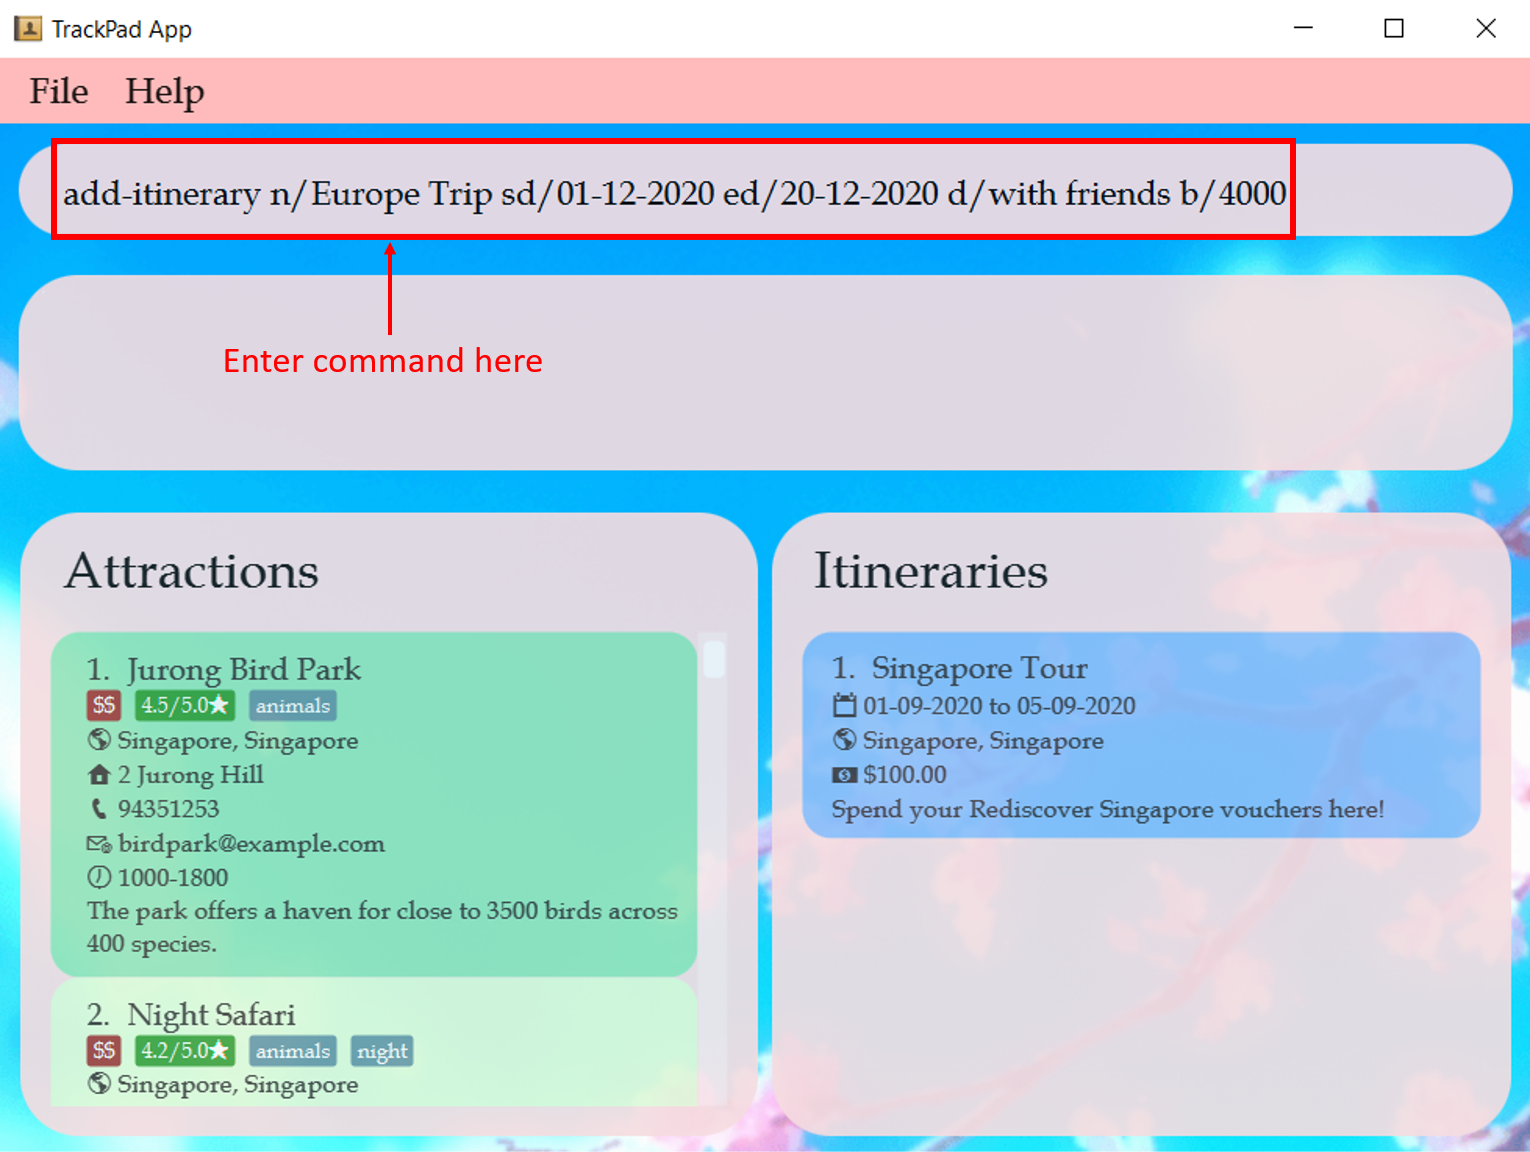 TrackPad App
File Help
add-itinerary n/Europe Trip sd/01-12-2020 ed/20-12-2020 d/with friends b/4000
Enter command here
Attractions
1. Jurong Bird Park
$$ 4.5/5.0★ animals
Singapore, Singapore
2 Jurong Hill
94351253
birdpark@example.com
1000-1800
The park offers a haven for close to 3500 birds across
400 species.
2. Night Safari
$$ 4.2/5.0★ animals night
Singapore, Singapore
Itineraries
1. Singapore Tour
01-09-2020 to 05-09-2020
Singapore, Singapore
$100.00
Spend your Rediscover Singapore vouchers here!